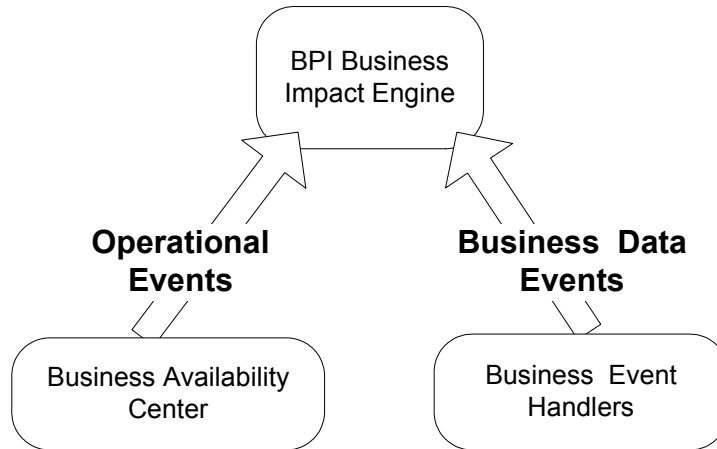 BPI Business
Impact Engine
Operational
Events
Business Data
Events
Business Availability
Center
Business Event
Handlers